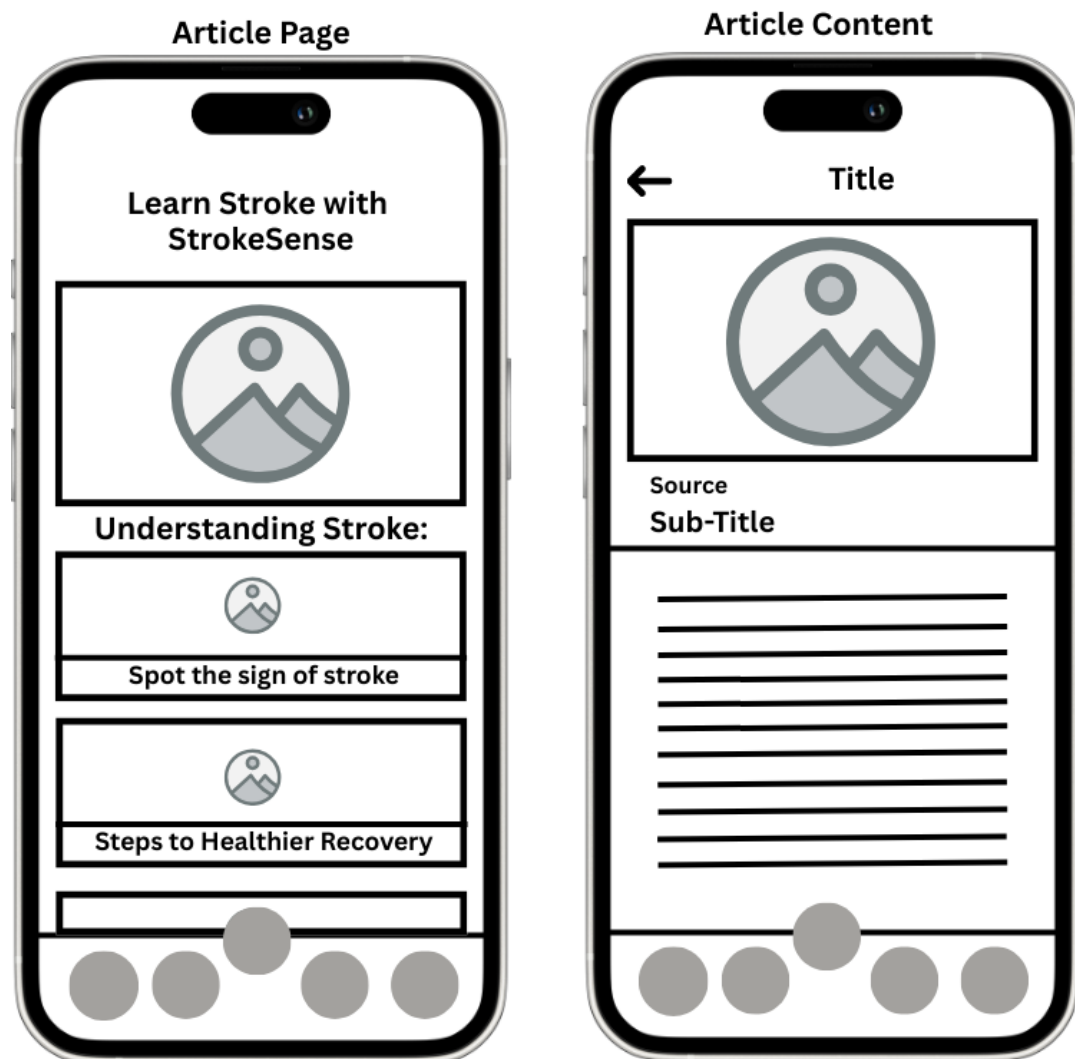 Article Page
Learn Stroke with
StrokeSense
Understanding Stroke:
Spot the sign of stroke
Steps to Healthier Recovery
Article Content
Title
Source
Sub-Title